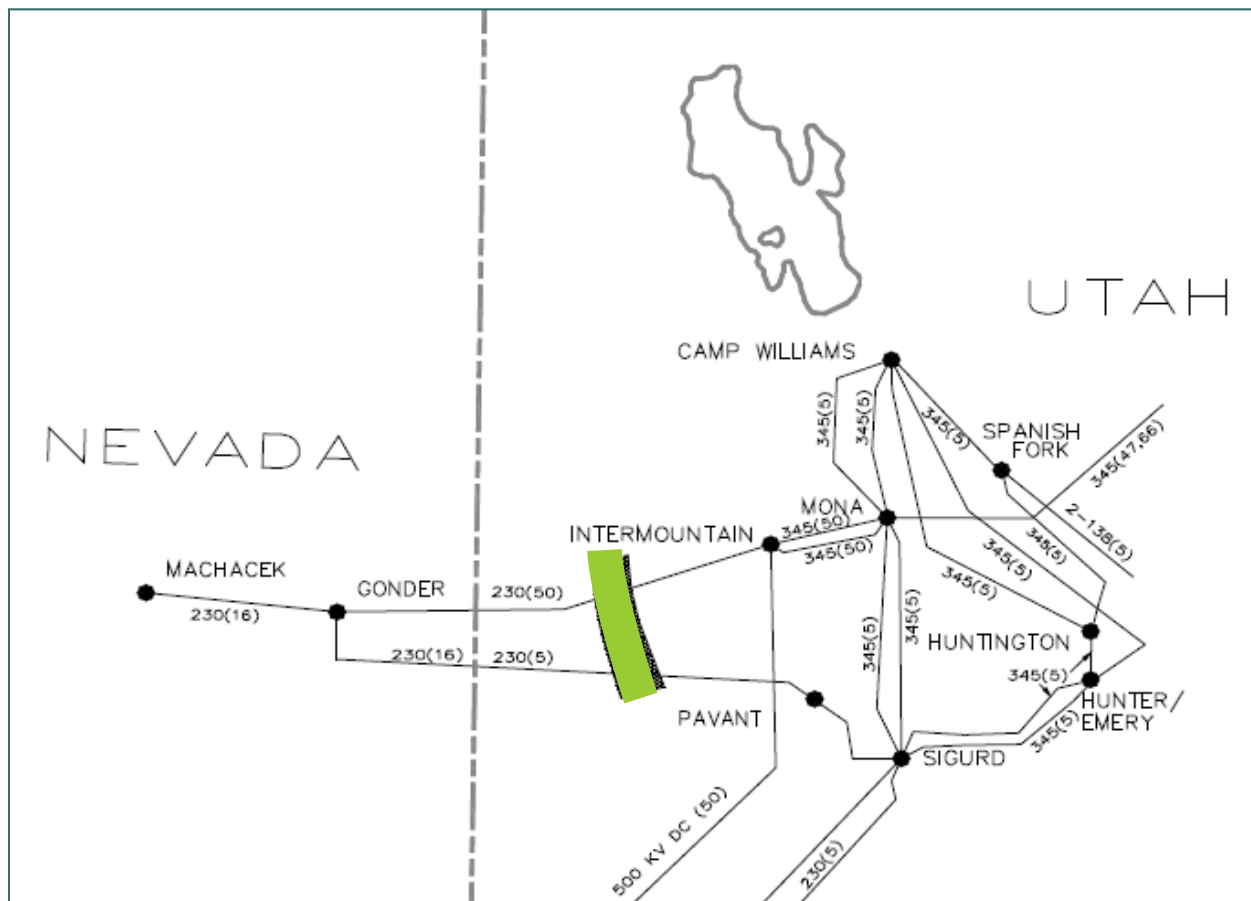 UTAH
CAMP WILLIAMS
345(5)
345(5)
345(5)
SPANISH
FORK
345(47,66)
NEVADA
MONA
2-138(5)
INTERMOUNTAIN
345(50)
345(50)
345(5)
345(5)
345(5)
MACHACEK
GONDER
230(50)
230(16)
345(5)
345(5)
HUNTINGTON
230(16)
230(5)
345(5)
HUNTER/
EMERY
PAVANT
345(5)
SIGURD
500 KV DC (50)
230(5)